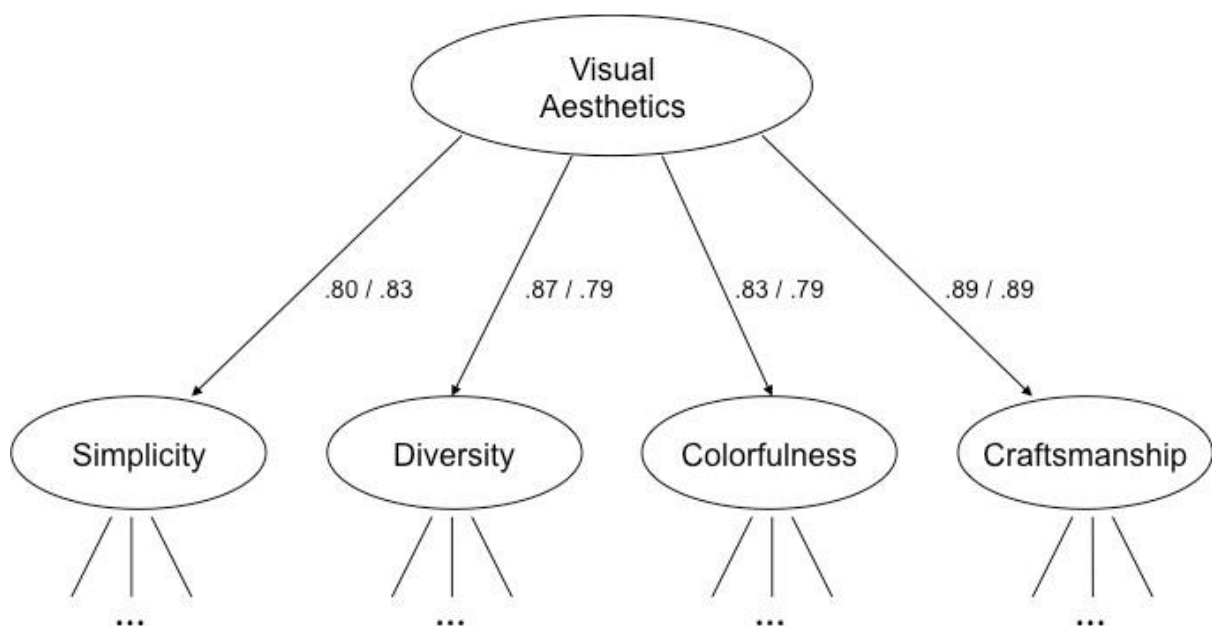 Visual
Aesthetics
.80 / .83
.87 / .79
.83 / .79
.89 / .89
Simplicity
Diversity
Colorfulness
Craftsmanship
...
...
...
...